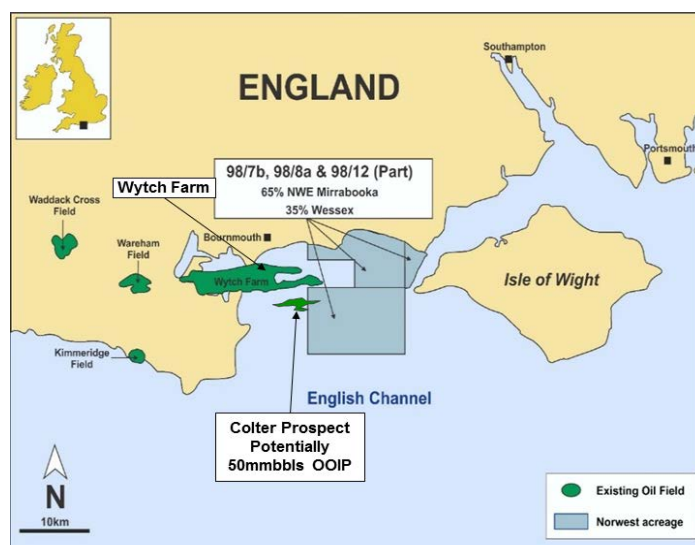 Southampton
ENGLAND
Portsmouth
98/7b, 98/8a & 98/12 (Part)
65% NWE Mirrabooka
35% Wessex
Wytch Farm
Waddack Cross
Field
Wareham
Field
Bournmouth
Wytch Farm
Isle of Wight
Kimmeridge
Field
English Channel
Colter Prospect
Potentially
50mmbbls OOIP
N
10km
Existing Oil Field
Norwest acreage